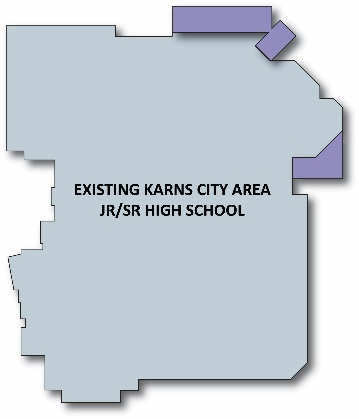 EXISTING KARNS CITY AREA
JR/SR HIGH SCHOOL